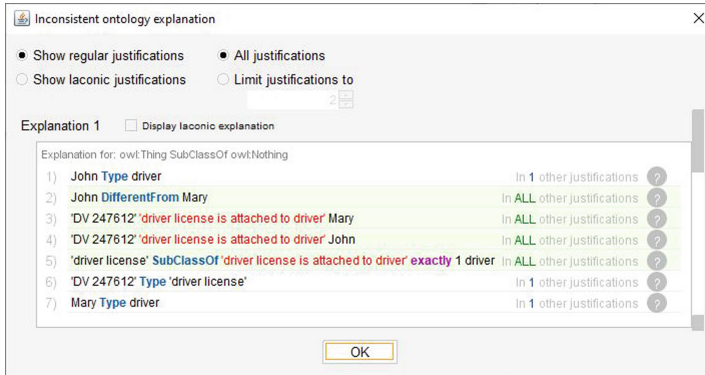 Inconsistent ontology explanation
Show regular justifications All justifications
Show laconic justifications Limit justifications to
2
Explanation 1 Display laconic explanation
Explanation for: owl:Thing SubClassOf owl:Nothing
1) John Type driver In 1 other justifications ?
2) John DifferentFrom Mary In ALL other justifications ?
3) 'DV 247612' 'driver license is attached to driver' Mary In ALL other justifications ?
4) 'DV 247612' 'driver license is attached to driver' John In ALL other justifications ?
5) 'driver license' SubClassOf 'driver license is attached to driver' exactly 1 driver In ALL other justifications ?
6) 'DV 247612' Type 'driver license' In 1 other justifications ?
7) Mary Type driver In 1 other justifications ?
OK